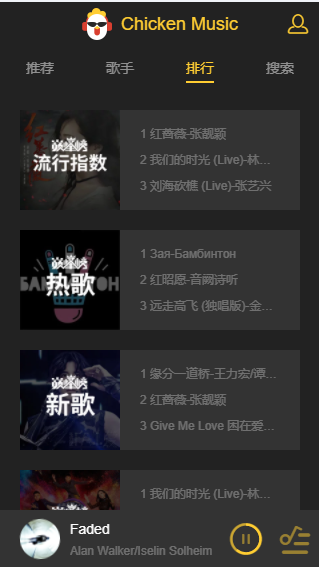 Chicken Music
推荐 歌手 排行 搜索
巅峰榜
流行指数
1 红蔷薇-张靓颖
2 我们的时光 (Live)-林...
3 刘海砍樵 (Live)-张艺兴
巅峰榜
热歌
1 Зая-Бамбинтон
2 红昭愿-音阙诗听
3 远走高飞 (独唱版)-金...
巅峰榜
新歌
1 缘分一道桥-王力宏/谭...
2 红蔷薇-张靓颖
3 Give Me Love 困在爱...
1 我们的时光 (Live)-林...
Faded
Alan Walker/Iselin Solheim